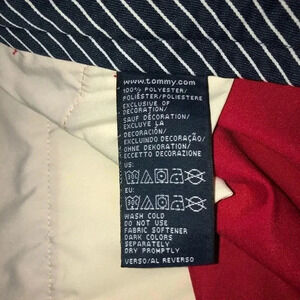 www.tommy.com
100% POLYESTER/
POLIÉSTER/POLIESTERE
EXCLUSIVE OF
DECORATION/
SAUF DÉCORATION/
EXCLUYE LA
DECORACIÓN/
EXCLUINDO DECORAÇÃO/
OHNE DEKORATION/
ECCETTO DECORAZIONE
US:
EU:
WASH COLD
DO NOT USE
FABRIC SOFTENER
DARK COLORS
SEPARATELY
DRY PROMPTLY
VERSO/AL REVERSO